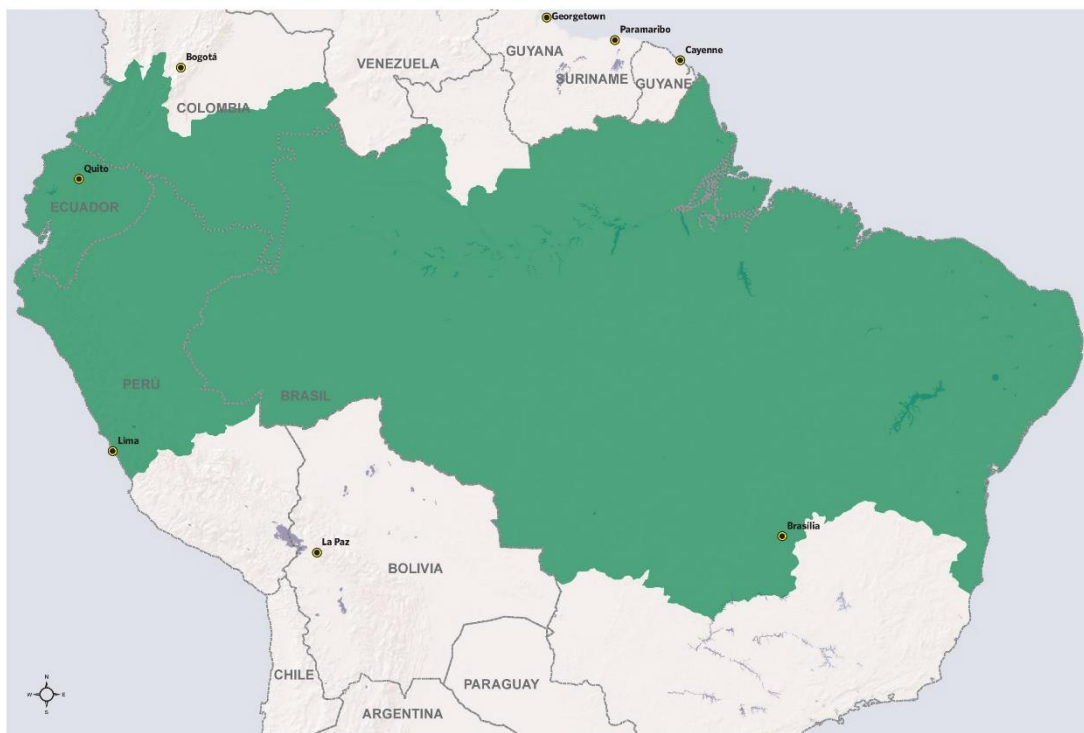 Georgetown
Paramaribo
GUYANA
Cayenne
Bogotá
VENEZUELA
SURINAME
GUYANE
COLOMBIA
Quito
ECUADOR
PERÚ
BRASIL
Lima
Brasília
La Paz
BOLIVIA
CHILE
PARAGUAY
ARGENTINA
N
W E
S